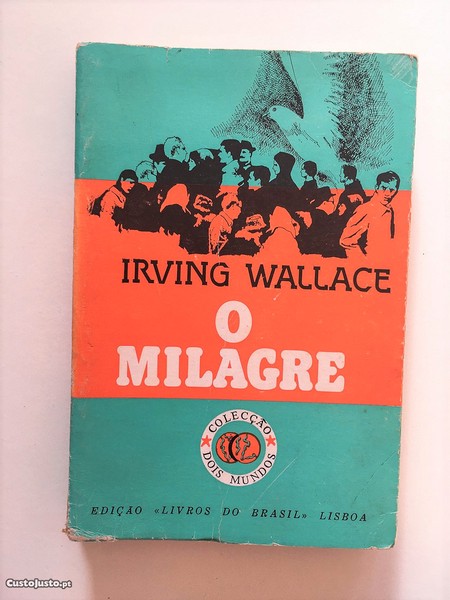 IRVING WALLACE
O
MILAGRE
COLECÇÃO
DOIS MUNDOS
EDIÇÃO «LIVROS DO BRASIL» LISBOA
CustoJusto.pt